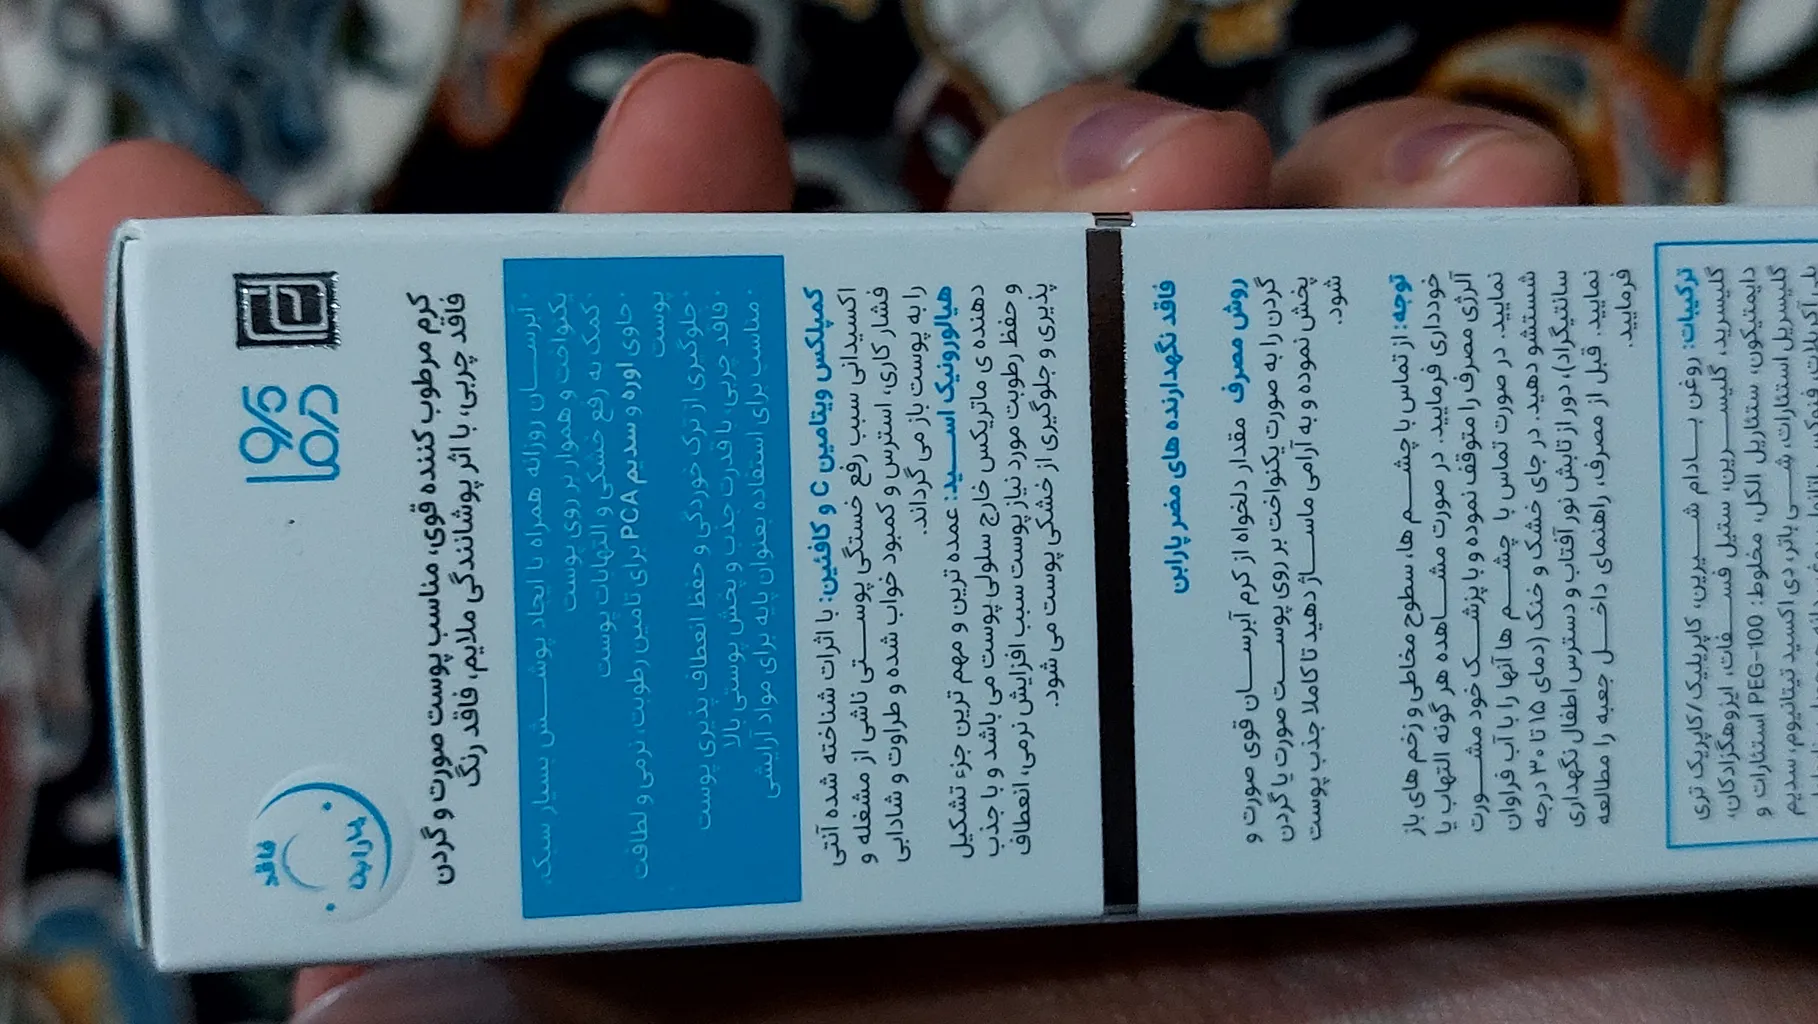 درما
کرم مرطوب کننده قوی، مناسب پوست صورت و گردن
فاقد چربی، با اثر پوشانندگی ملایم، فاقد رنگ
فاقد
پارابن
· آبرسان روزانه همراه با ایجاد پوشش بسیار سبک،
یکنواخت و هموار بر روی پوست
· کمک به رفع خشکی و التهابات پوست
· حاوی اوره و سدیم PCA برای تامین رطوبت، نرمی و لطافت
پوست
· جلوگیری از ترک خوردگی و حفظ انعطاف پذیری پوست
· فاقد چربی، با قدرت جذب و پخش پوستی بالا
· مناسب برای استفاده بعنوان پایه برای مواد آرایشی
کمپلکس ویتامین C و کافئین: با اثرات شناخته شده آنتی
اکسیدانی سبب رفع خستگی پوستی ناشی از مشغله و
فشار کاری، استرس و کمبود خواب شده و طراوت و شادابی
را به پوست باز می گرداند.
هیالورونیک اسید: عمده ترین و مهم ترین جزء تشکیل
دهنده ی ماتریکس خارج سلولی پوست می باشد و با جذب
و حفظ رطوبت مورد نیاز پوست سبب افزایش نرمی، انعطاف
پذیری و جلوگیری از خشکی پوست می شود.
فاقد نگهدارنده های مضر پارابن
روش مصرف مقدار دلخواه از کرم آبرسان قوی صورت و
گردن را به صورت یکنواخت بر روی پوست صورت یا گردن
پخش نموده و به آرامی ماساژ دهید تا کاملا جذب پوست
شود.
توجه: از تماس با چشم ها، سطوح مخاطی و زخم های باز
خودداری فرمایید. در صورت مشاهده هر گونه التهاب یا
آلرژی مصرف را متوقف نموده و با پزشک خود مشورت
نمایید. در صورت تماس با چشم ها آنها را با آب فراوان
شستشو دهید. در جای خشک و خنک (دمای ۱۵ تا ۳۰ درجه
سانتیگراد)، دور از تابش نور آفتاب و دسترس اطفال نگهداری
نمایید. قبل از مصرف، راهنمای داخل جعبه را مطالعه
فرمایید.
ترکیبات: روغن بادام شیرین، کاپریلیک/کاپریک تری
گلیسرید، گلیسرین، ستیل فسفات، ایزوهگزادکان،
دایمتیکون، ستئاریل الکل، مخلوط: PEG-100 استئارات و
گلیسریل استئارات، شی باتر، دی اکسید تیتانیوم، سدیم